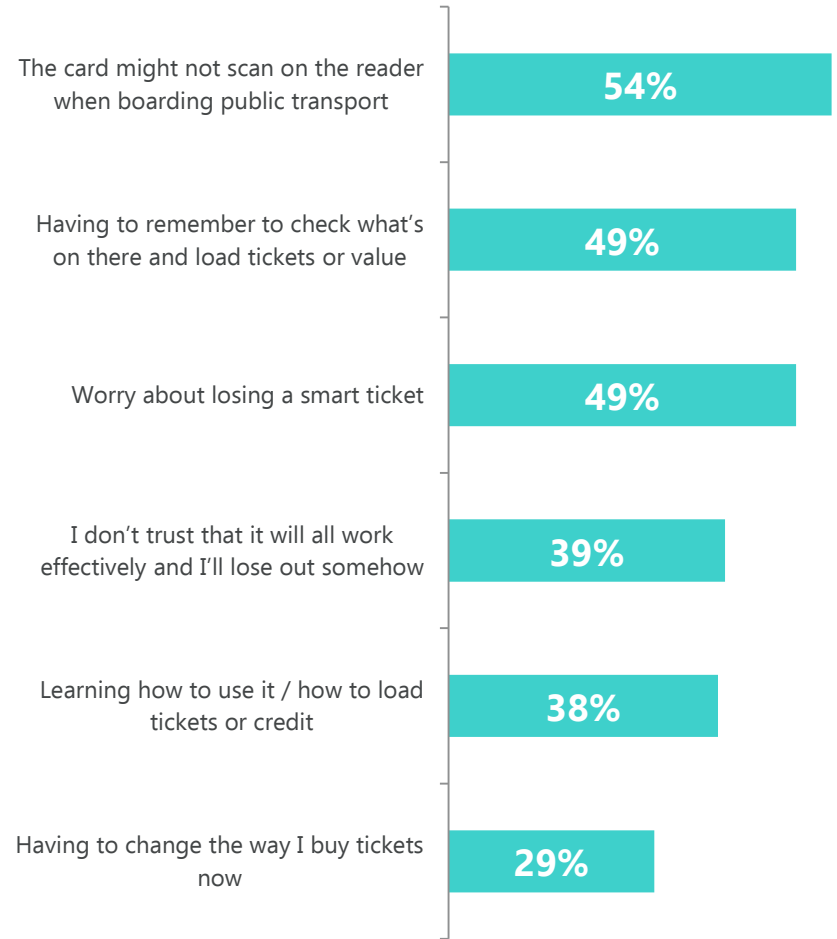 The card might not scan on the reader
when boarding public transport
54%
Having to remember to check what’s
on there and load tickets or value
49%
Worry about losing a smart ticket
49%
I don’t trust that it will all work
effectively and I’ll lose out somehow
39%
Learning how to use it / how to load
tickets or credit
38%
Having to change the way I buy tickets
now
29%